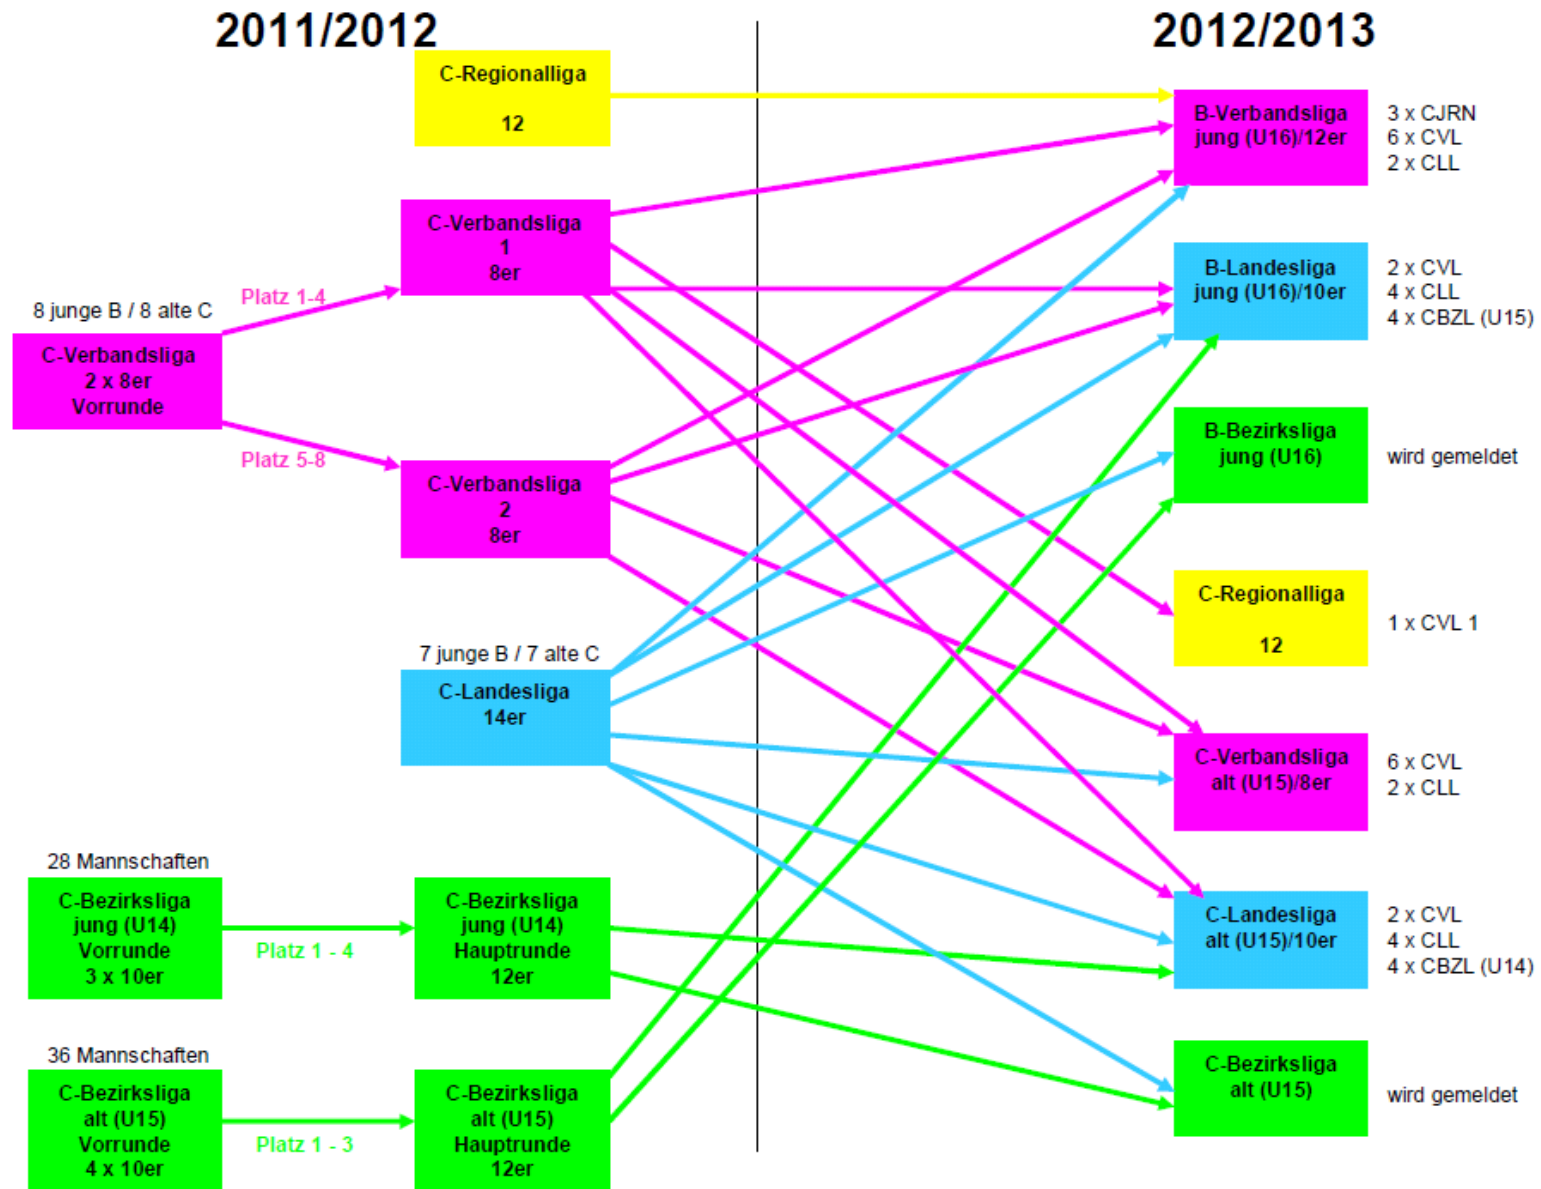 2011/2012
2012/2013
C-Regionalliga
12
B-Verbandsliga
jung (U16)/12er
3 x CJRN
6 x CVL
2 x CLL
C-Verbandsliga
1
8er
B-Landesliga
jung (U16)/10er
2 x CVL
4 x CLL
4 x CBZL (U15)
8 junge B / 8 alte C
Platz 1-4
C-Verbandsliga
2 x 8er
Vorrunde
Platz 5-8
C-Verbandsliga
2
8er
B-Bezirksliga
jung (U16)
wird gemeldet
C-Regionalliga
12
1 x CVL 1
7 junge B / 7 alte C
C-Landesliga
14er
C-Verbandsliga
alt (U15)/8er
6 x CVL
2 x CLL
28 Mannschaften
C-Bezirksliga
jung (U14)
Vorrunde
3 x 10er
Platz 1 - 4
C-Bezirksliga
jung (U14)
Hauptrunde
12er
C-Landesliga
alt (U15)/10er
2 x CVL
4 x CLL
4 x CBZL (U14)
36 Mannschaften
C-Bezirksliga
alt (U15)
Vorrunde
4 x 10er
Platz 1 - 3
C-Bezirksliga
alt (U15)
Hauptrunde
12er
C-Bezirksliga
alt (U15)
wird gemeldet